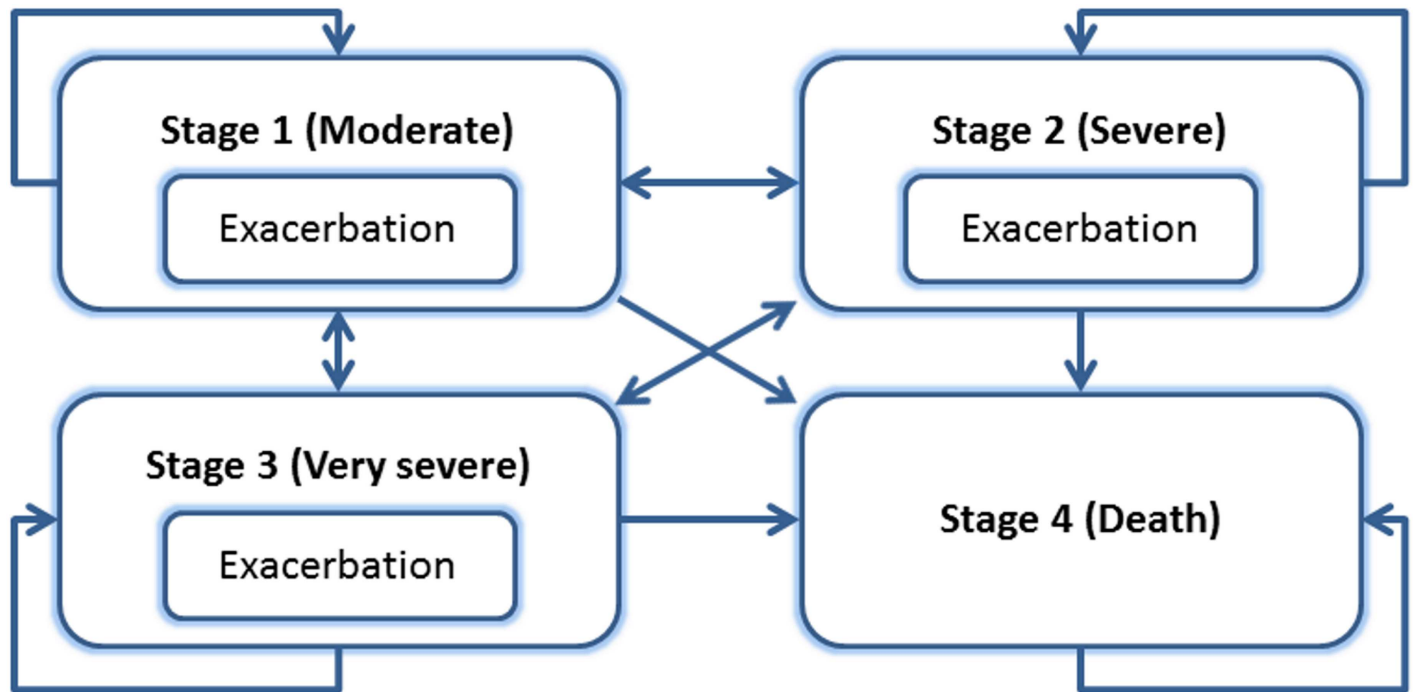 Stage 1 (Moderate)
Exacerbation
Stage 2 (Severe)
Exacerbation
Stage 3 (Very severe)
Exacerbation
Stage 4 (Death)